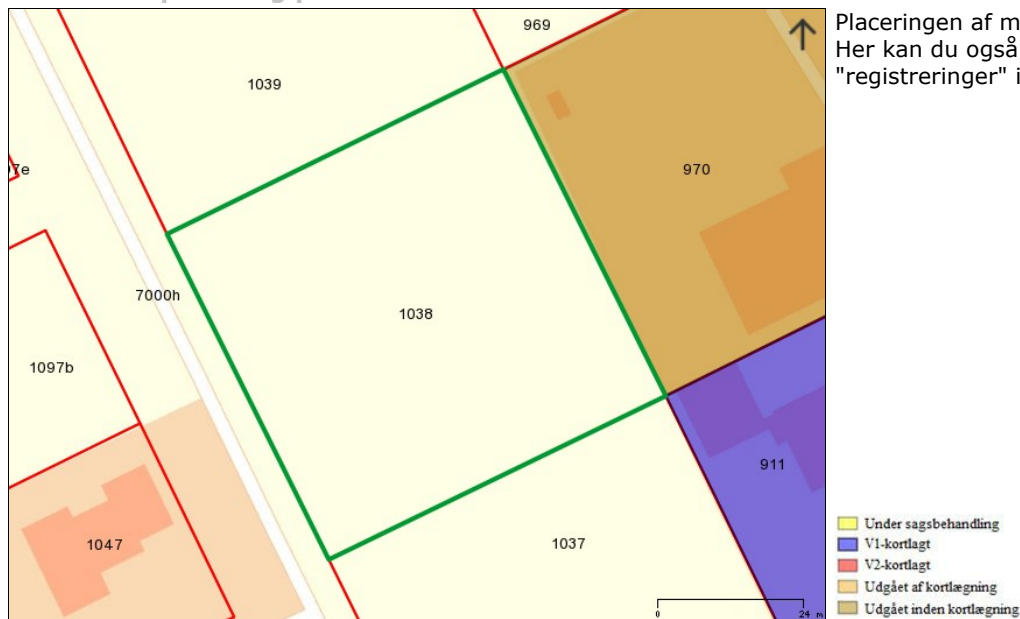 969
1039
970
7000h
1038
1097b
911
1047
1037
0
24 m
Placeringen af m
Her kan du også
"registreringer" i
Under sagsbehandling
V1-kortlagt
V2-kortlagt
Udgået af kortlægning
Udgået inden kortlægning